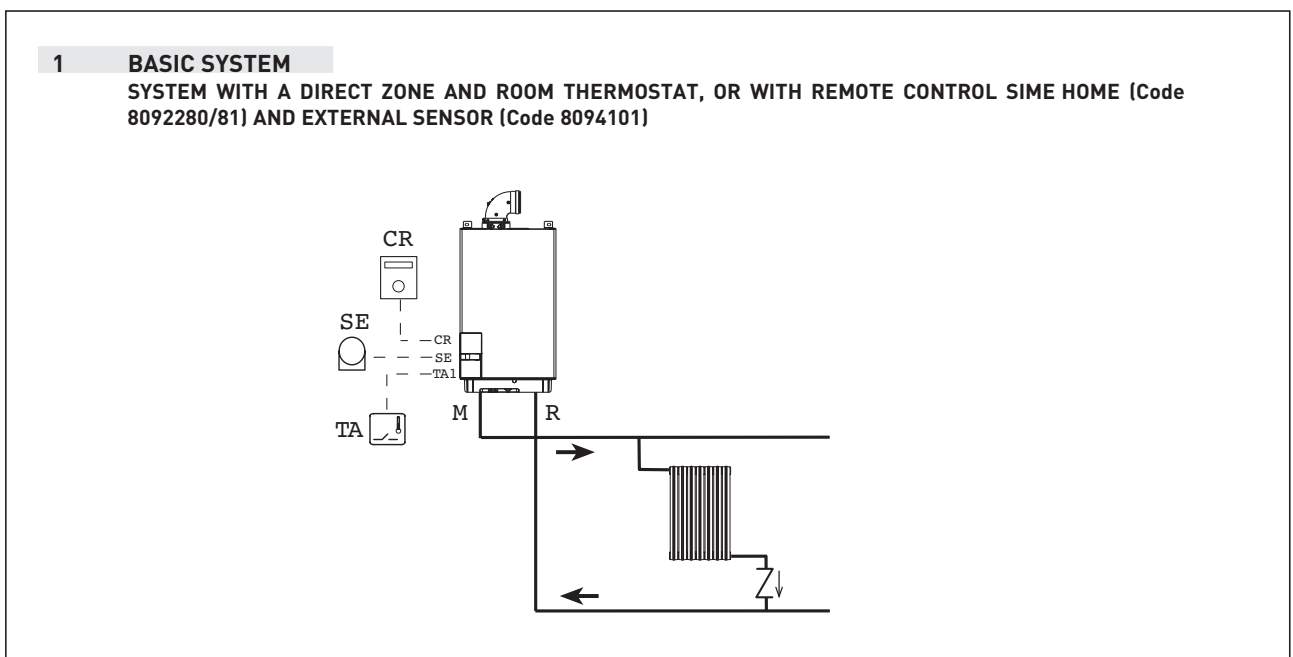 1 BASIC SYSTEM
SYSTEM WITH A DIRECT ZONE AND ROOM THERMOSTAT, OR WITH REMOTE CONTROL SIME HOME (Code
8092280/81) AND EXTERNAL SENSOR (Code 8094101)
CR
SE
CR
SE
TA1
M R
TA